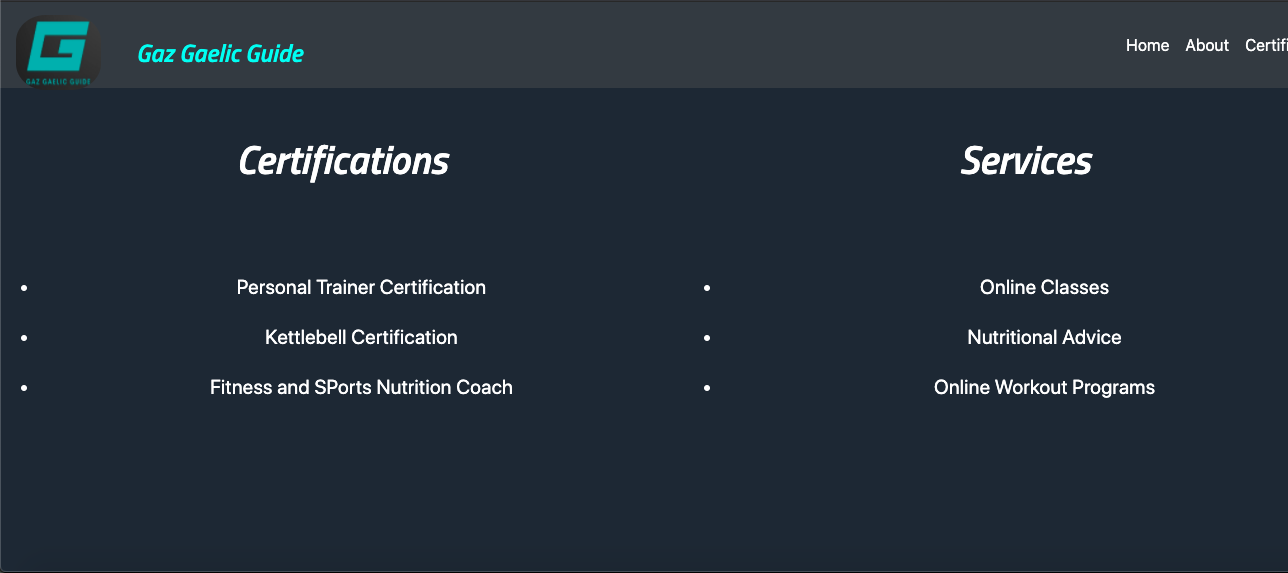 GAZ GAELIC GUIDE
Gaz Gaelic Guide
Home About Certifi
Certifications
Services
• Personal Trainer Certification
• Kettlebell Certification
• Fitness and SPorts Nutrition Coach
• Online Classes
• Nutritional Advice
• Online Workout Programs